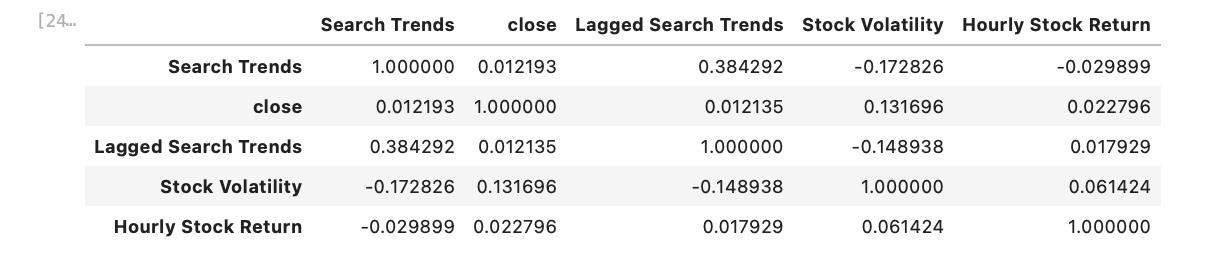 [24… Search Trends close Lagged Search Trends Stock Volatility Hourly Stock Return
Search Trends 1.000000 0.012193 0.384292 -0.172826 -0.029899
close 0.012193 1.000000 0.012135 0.131696 0.022796
Lagged Search Trends 0.384292 0.012135 1.000000 -0.148938 0.017929
Stock Volatility -0.172826 0.131696 -0.148938 1.000000 0.061424
Hourly Stock Return -0.029899 0.022796 0.017929 0.061424 1.000000